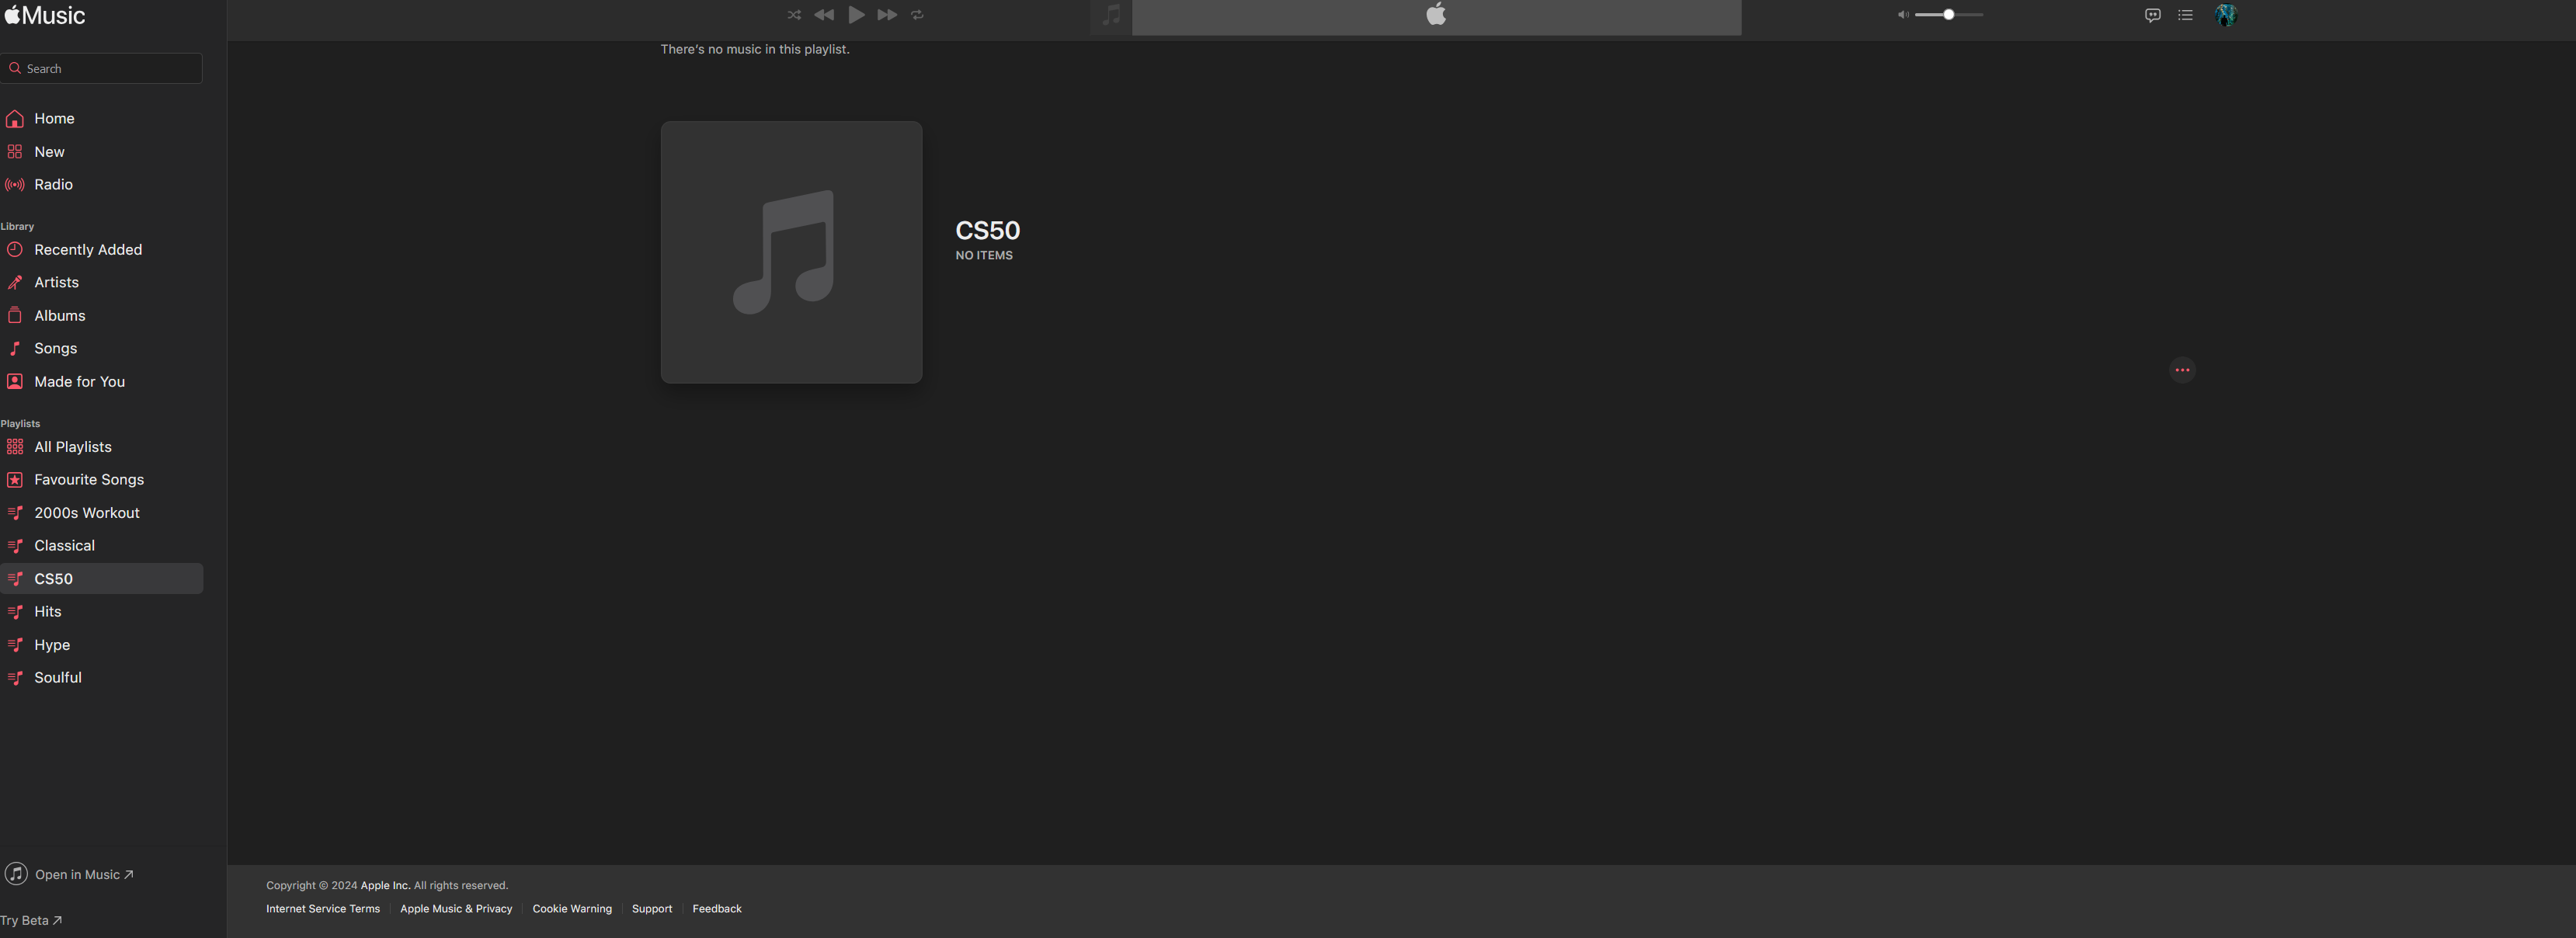 Music
Search
Home
New
Radio
Library
Recently Added
Artists
Albums
Songs
Made for You
Playlists
All Playlists
Favourite Songs
2000s Workout
Classical
CS50
Hits
Hype
Soulful
Open in Music
Try Beta
There's no music in this playlist.
CS50
NO ITEMS
Copyright © 2024 Apple Inc. All rights reserved.
Internet Service Terms Apple Music & Privacy Cookie Warning Support Feedback